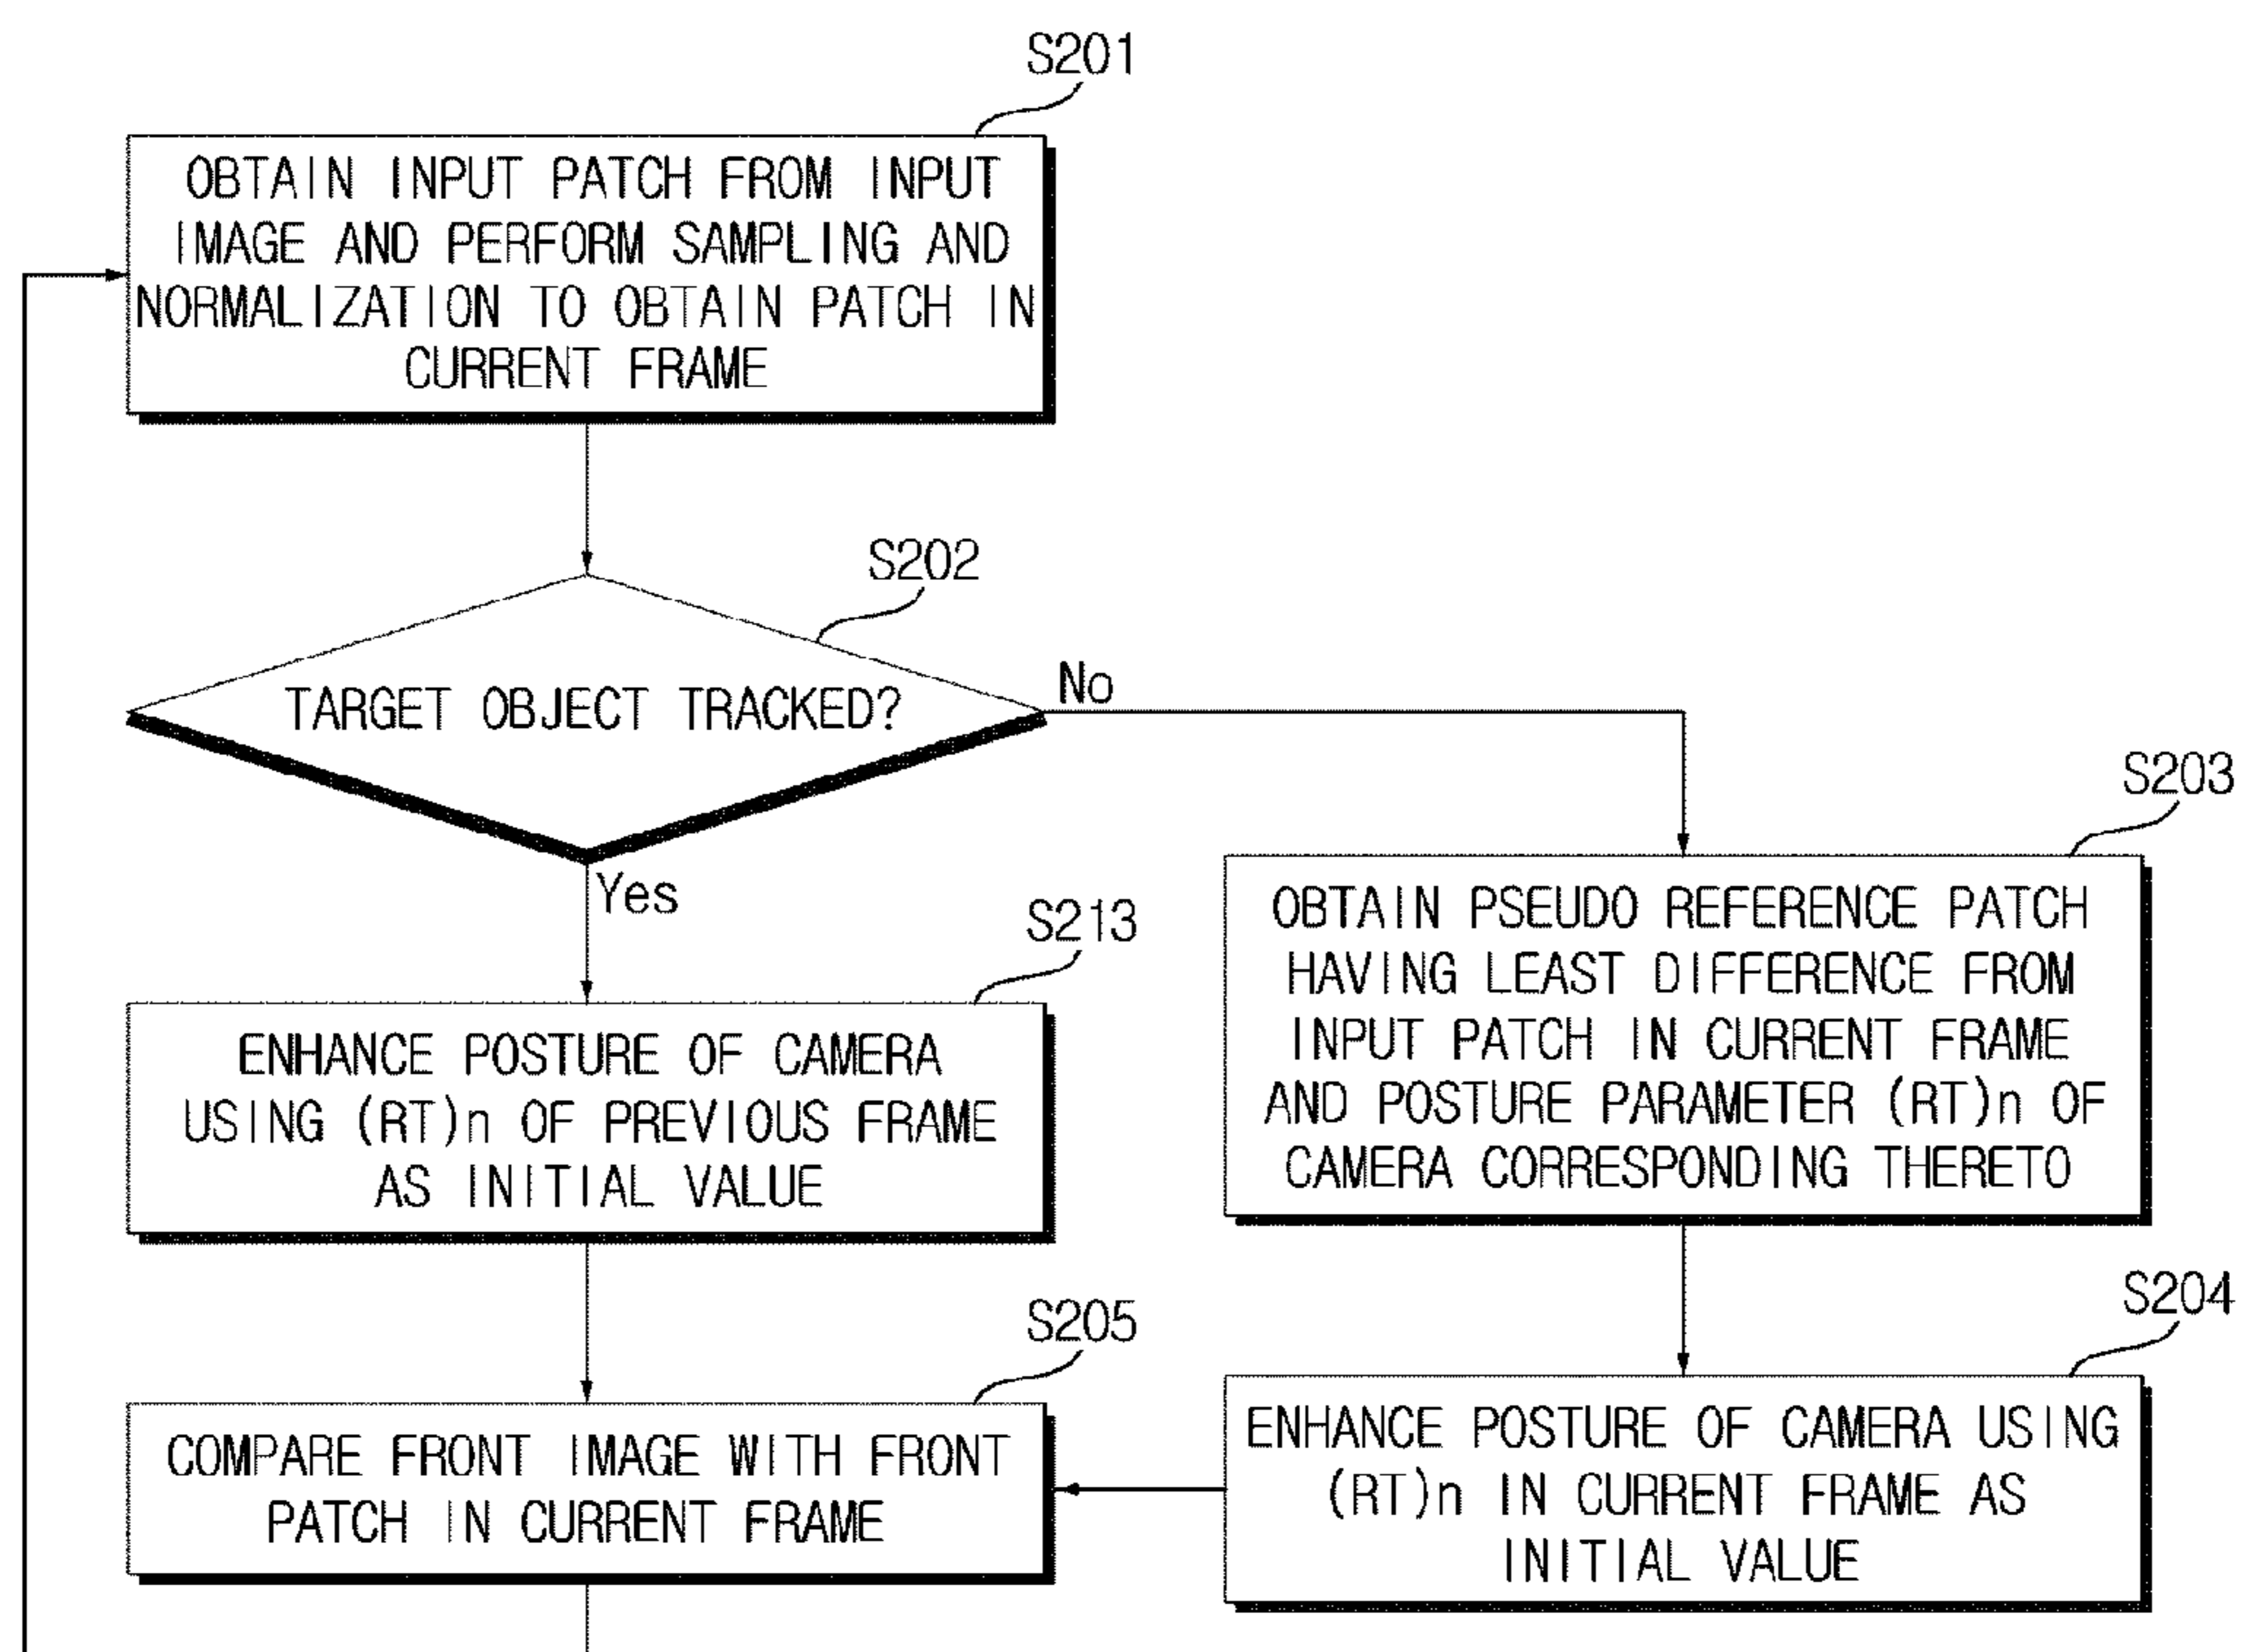 S201
OBTAIN INPUT PATCH FROM INPUT
IMAGE AND PERFORM SAMPLING AND
NORMALIZATION TO OBTAIN PATCH IN
CURRENT FRAME
S202
TARGET OBJECT TRACKED?
No
Yes
S203
OBTAIN PSEUDO REFERENCE PATCH
HAVING LEAST DIFFERENCE FROM
INPUT PATCH IN CURRENT FRAME
AND POSTURE PARAMETER (RT)n OF
CAMERA CORRESPONDING THERETO
S213
ENHANCE POSTURE OF CAMERA
USING (RT)n OF PREVIOUS FRAME
AS INITIAL VALUE
S204
ENHANCE POSTURE OF CAMERA USING
(RT)n IN CURRENT FRAME AS
INITIAL VALUE
S205
COMPARE FRONT IMAGE WITH FRONT
PATCH IN CURRENT FRAME